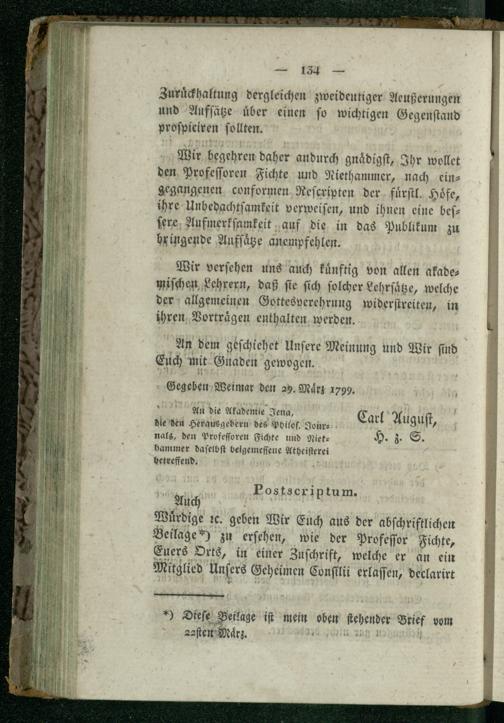 — 134 —
Zurückhaltung dergleichen zweideutiger Aeußerungen
und Aufsätze über einen so wichtigen Gegenstand
prospiciren sollten.
Wir begehren daher andurch gnädigst, Ihr wollet
den Professoren Fichte und Niethammer, nach ein-
gegangenen conformen Rescripten der fürstl. Höfe,
ihre Unbedachtsamkeit verweisen, und ihnen eine bes-
sere Aufmerksamkeit auf die in das Publikum zu
bringende Aufsätze anempfehlen.
Wir versehen uns auch künftig von allen akade-
mischen Lehrern, daß sie sich solcher Lehrsätze, welche
der allgemeinen Gottesverehrung widerstreiten, in
ihren Vorträgen enthalten werden.
An dem geschiehet Unsere Meinung und Wir sind
Euch mit Gnaden gewogen.
Gegeben Weimar den 29. März 1799.
An die Akademie Jena,
die den Herausgebern des Philos. Jour-
nals, den Professoren Fichte und Niet-
hammer daselbst beigemessene Atheisterei
betreffend.
Carl August,
H. z. S.
Postscriptum.
Auch
Würdige ꝛc. geben Wir Euch aus der abschriftlichen
Beilage*) zu ersehen, wie der Professor Fichte,
Euers Orts, in einer Zuschrift, welche er an ein
Mitglied Unsers Geheimen Consilii erlassen, declarirt
*) Diese Beilage ist mein oben stehender Brief vom
22sten März.